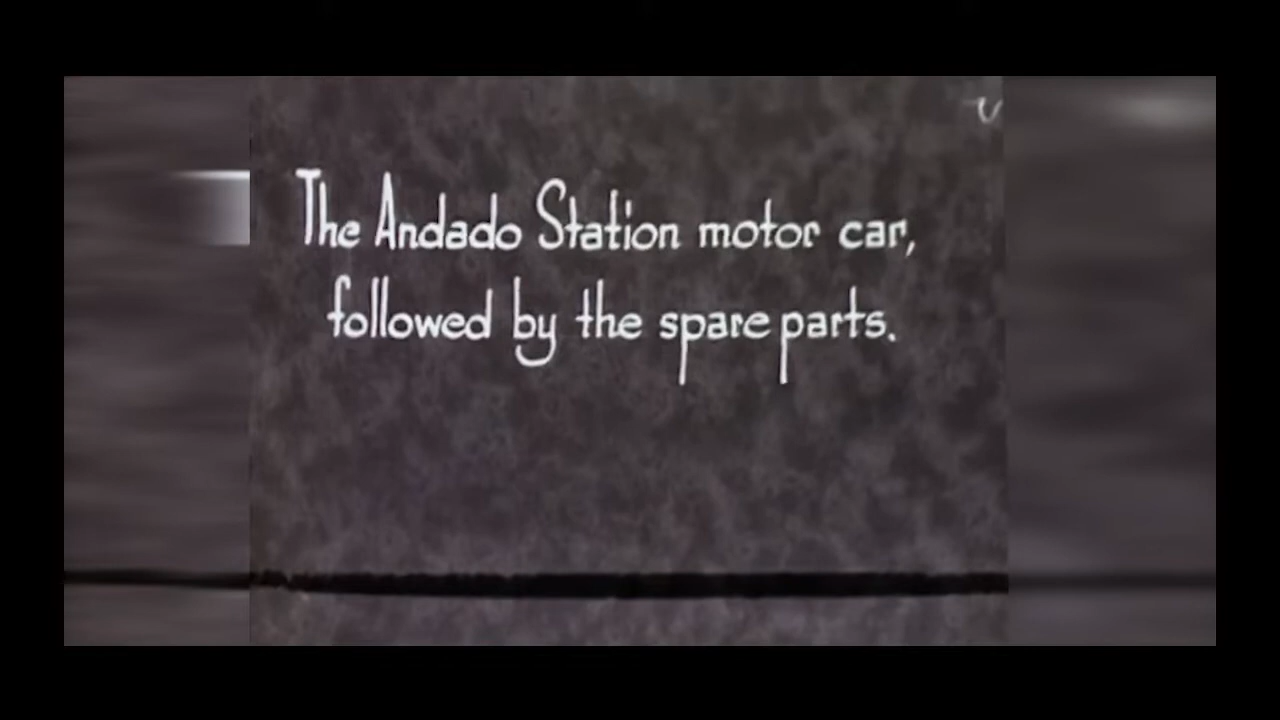 The Andado Station motor car,
followed by the spare parts.